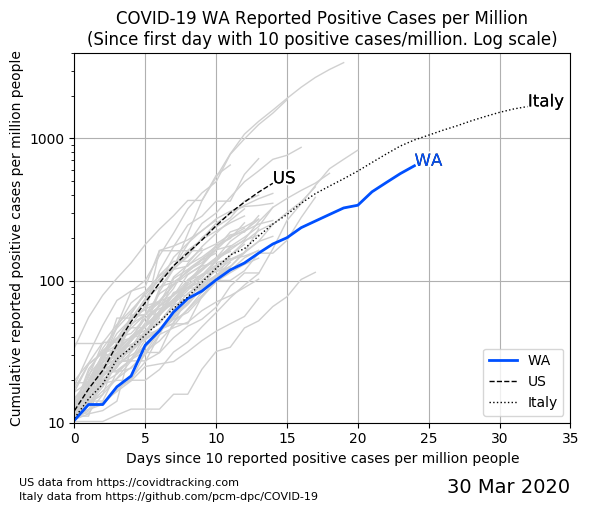 COVID-19 WA Reported Positive Cases per Million
(Since first day with 10 positive cases/million. Log scale)
Cumulative reported positive cases per million people
1000
100
10
Italy
WA
US
WA
US
Italy
0 5 10 15 20 25 30 35
Days since 10 reported positive cases per million people
US data from https://covidtracking.com
Italy data from https://github.com/pcm-dpc/COVID-19
30 Mar 2020